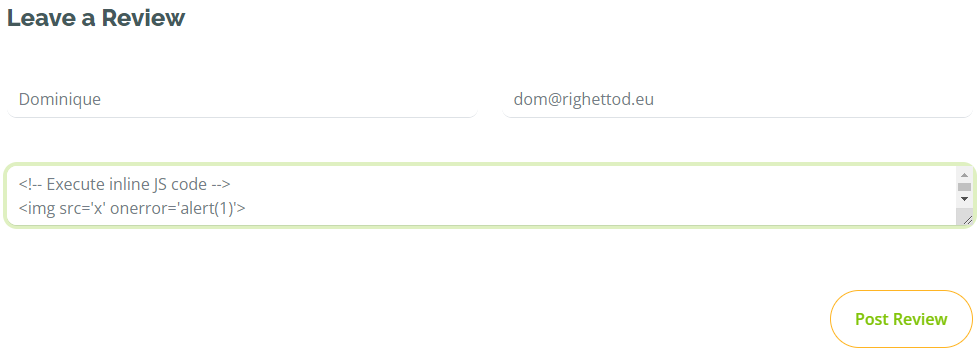 Leave a Review
Dominique dom@righettod.eu
<!-- Execute inline JS code -->
<img src='x' onerror='alert(1)'>
Post Review